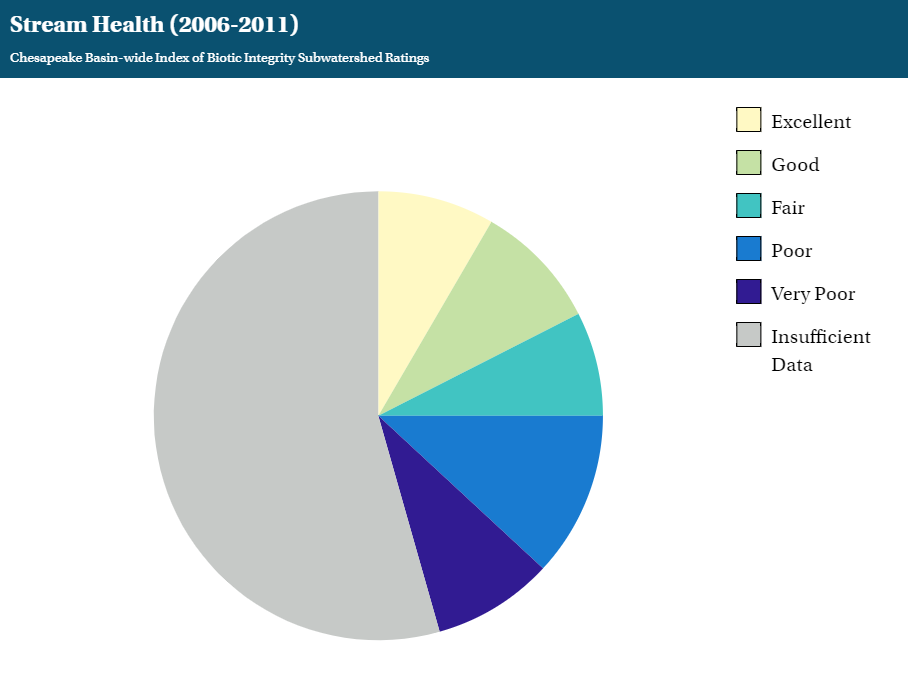 Stream Health (2006-2011)
Chesapeake Basin-wide Index of Biotic Integrity Subwatershed Ratings
Excellent
Good
Fair
Poor
Very Poor
Insufficient
Data